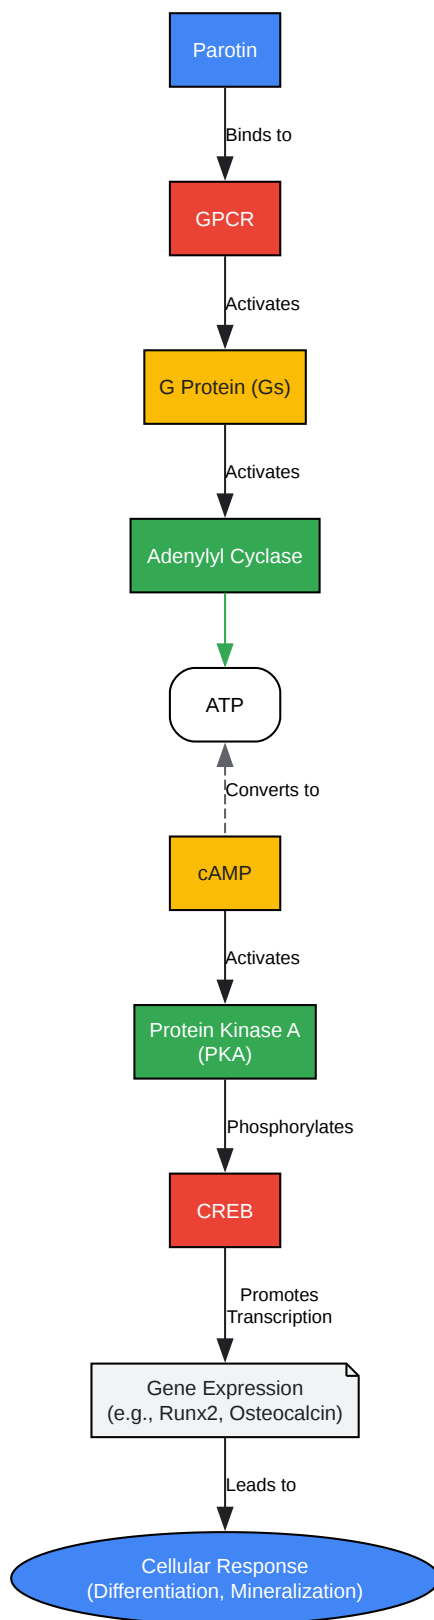 Parotin
Binds to
GPCR
Activates
G Protein (Gs)
Activates
Adenylyl Cyclase
ATP
Converts to
cAMP
Activates
Protein Kinase A
(PKA)
Phosphorylates
CREB
Promotes
Transcription
Gene Expression
(e.g., Runx2, Osteocalcin)
Leads to
Cellular Response
(Differentiation, Mineralization)